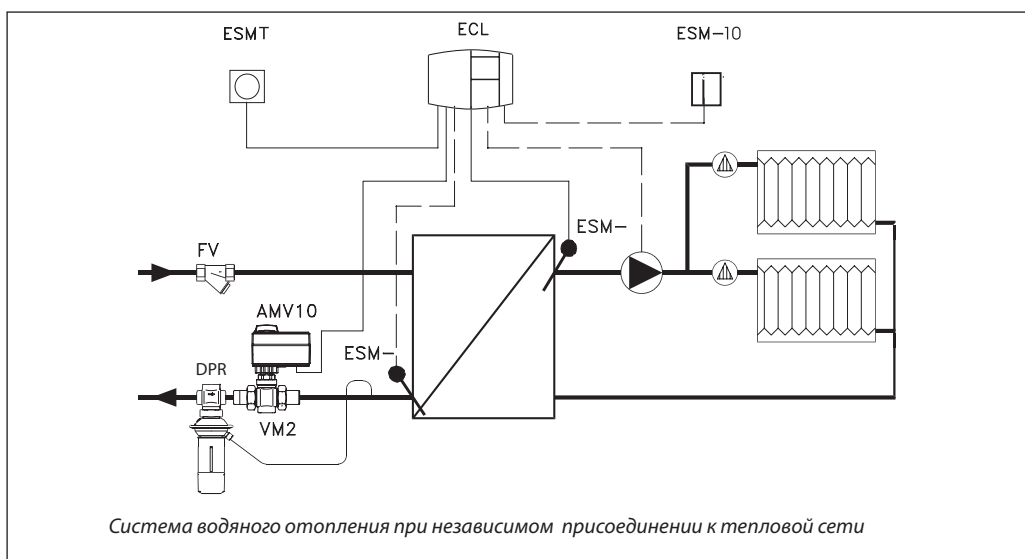 ESMT
ECL
ESM-10
ESM-
FV
AMV10
ESM-
DPR
VM2
Система водяного отопления при независимом присоединении к тепловой сети